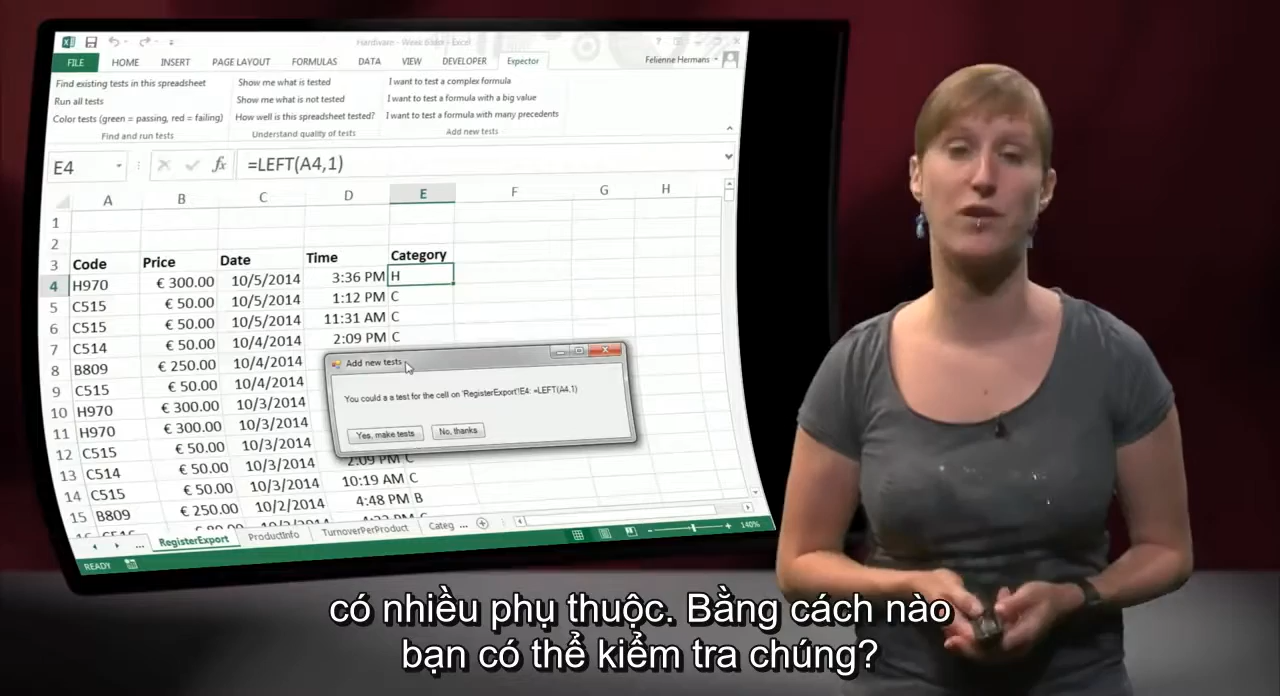 Hardware - Week 6.xlsx - Excel
FILE HOME INSERT PAGE LAYOUT FORMULAS DATA VIEW DEVELOPER Expector Felienne Hermans
Find existing tests in this spreadsheet Show me what is tested I want to test a complex formula
Run all tests Show me what is not tested I want to test a formula with a big value
Color tests (green = passing, red = failing) How well is this spreadsheet tested? I want to test a formula with many precedents
Find and run tests Understand quality of tests Add new tests
E4 fx =LEFT(A4,1)
A B C D E F G H
1
2
3 Code Price Date Time Category
4 H970 € 300.00 10/5/2014 3:36 PM H
5 C515 € 50.00 10/5/2014 1:12 PM C
6 C515 € 50.00 10/5/2014 11:31 AM C
7 C514 € 50.00 10/4/2014 2:09 PM C
8 B809 € 250.00 10/4/2014
9 C515 € 50.00 10/4/2014
10 H970 € 300.00 10/3/2014
11 H970 € 300.00 10/3/2014
12 C515 € 50.00 10/3/2014 2:09 PM C
13 C514 € 50.00 10/3/2014 10:19 AM C
14 C515 € 50.00 10/3/2014 4:48 PM B
15 B809 € 250.00 10/2/2014
Add new tests
You could a a test for the cell on 'RegisterExport'!E4: =LEFT(A4,1)
Yes, make tests No, thanks
... RegisterExport ProductInfo TurnoverPerProduct Categ ...
READY 140%
có nhiều phụ thuộc. Bằng cách nào
bạn có thể kiểm tra chúng?